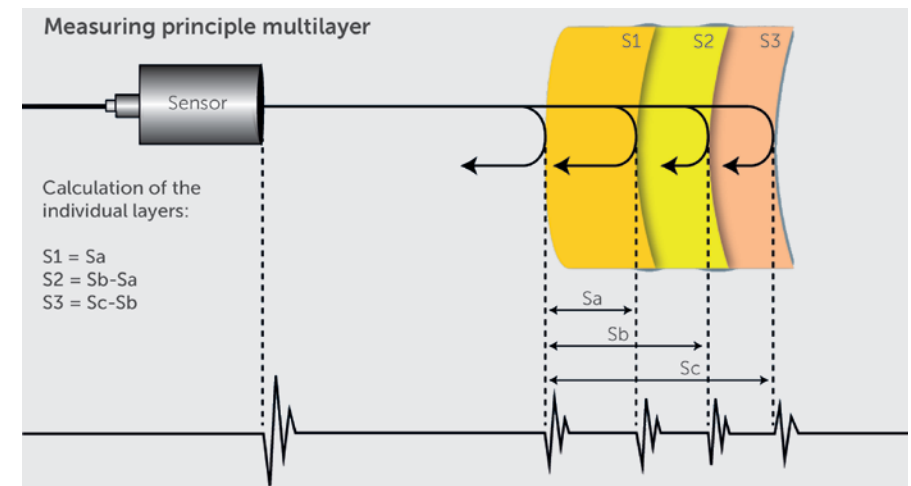 Measuring principle multilayer
S1
S2
S3
Sensor
Calculation of the
individual layers:
S1 = Sa
S2 = Sb-Sa
S3 = Sc-Sb
Sa
Sb
Sc